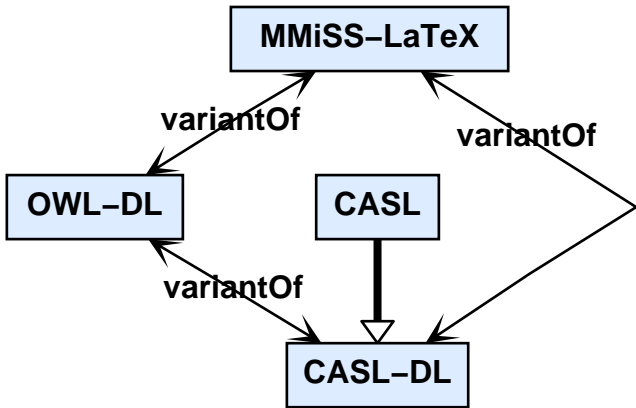 MMiSS–LaTeX
variantOf
variantOf
OWL–DL
CASL
variantOf
CASL–DL